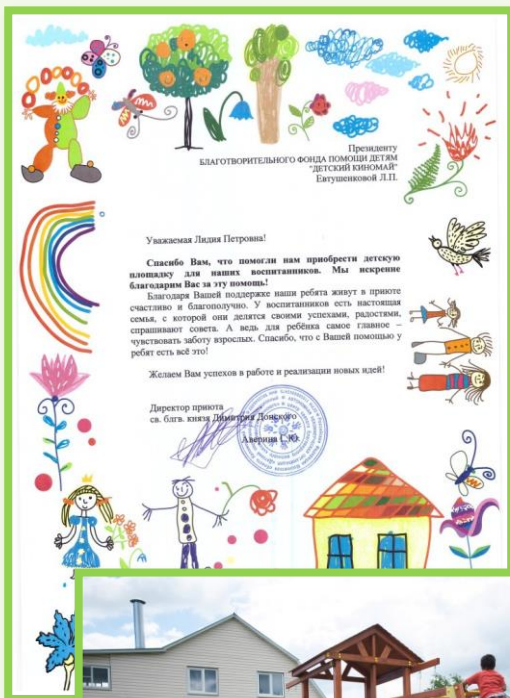 Президенту
БЛАГОТВОРИТЕЛЬНОГО ФОНДА ПОМОЩИ ДЕТЯМ
"ДЕТСКИЙ КИНОМАЙ"
Евтушенковой Л.П.
Уважаемая Лидия Петровна!
Спасибо Вам, что помогли нам приобрести детскую
площадку для наших воспитанников. Мы искренне
благодарим Вас за эту помощь!
Благодаря Вашей поддержке наши ребята живут в приюте
счастливо и благополучно. У воспитанников есть настоящая
семья, с которой они делятся своими успехами, радостями,
спрашивают совета. А ведь для ребёнка самое главное –
чувствовать заботу взрослых. Спасибо, что с Вашей помощью у
ребят есть всё это!
Желаем Вам успехов в работе и реализации новых идей!
Директор приюта
св. блгв. князя Димитрия Донского
Аверина С.Ю.